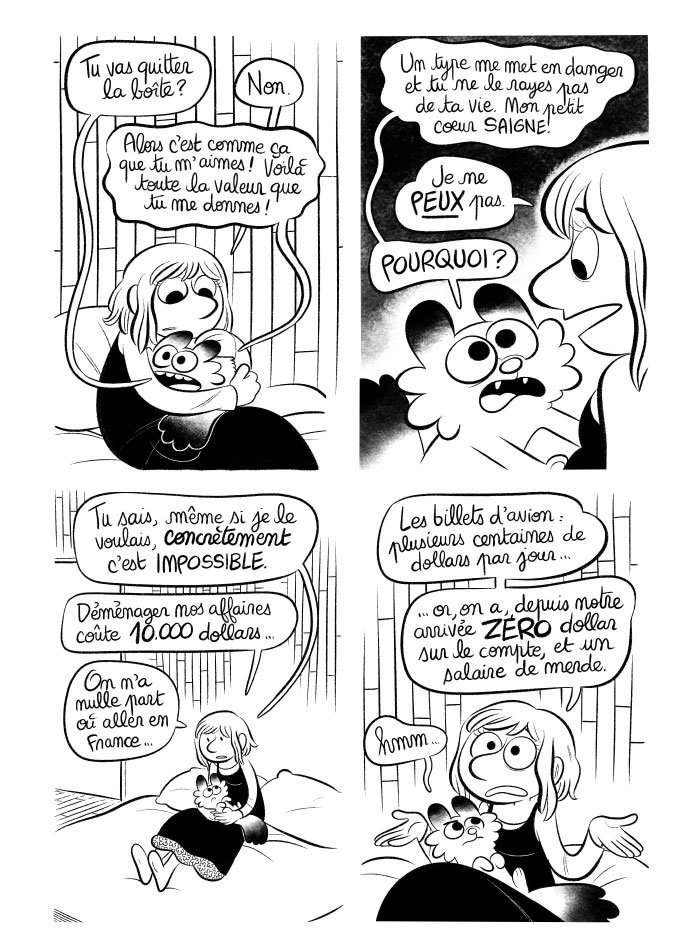 Tu vas quitter
la boîte?
Non.
Alors c'est comme ça
que tu m'aimes! Voilà
toute la valeur que
tu me donnes!
Un type me met en danger
et tu ne le rayes pas
de ta vie. Mon petit
coeur SAIGNE!
Je ne
PEUX pas.
POURQUOI?
Tu sais, même si je le
voulais, concrètement
c'est IMPOSSIBLE.
Déménager nos affaires
coûte 10.000 dollars...
On n'a
nulle part
où aller en
France...
Les billets d'avion :
plusieurs centaines de
dollars par jour...
...or, on a, depuis notre
arrivée ZÉRO dollar
sur le compte, et un
salaire de merde.
hmm...